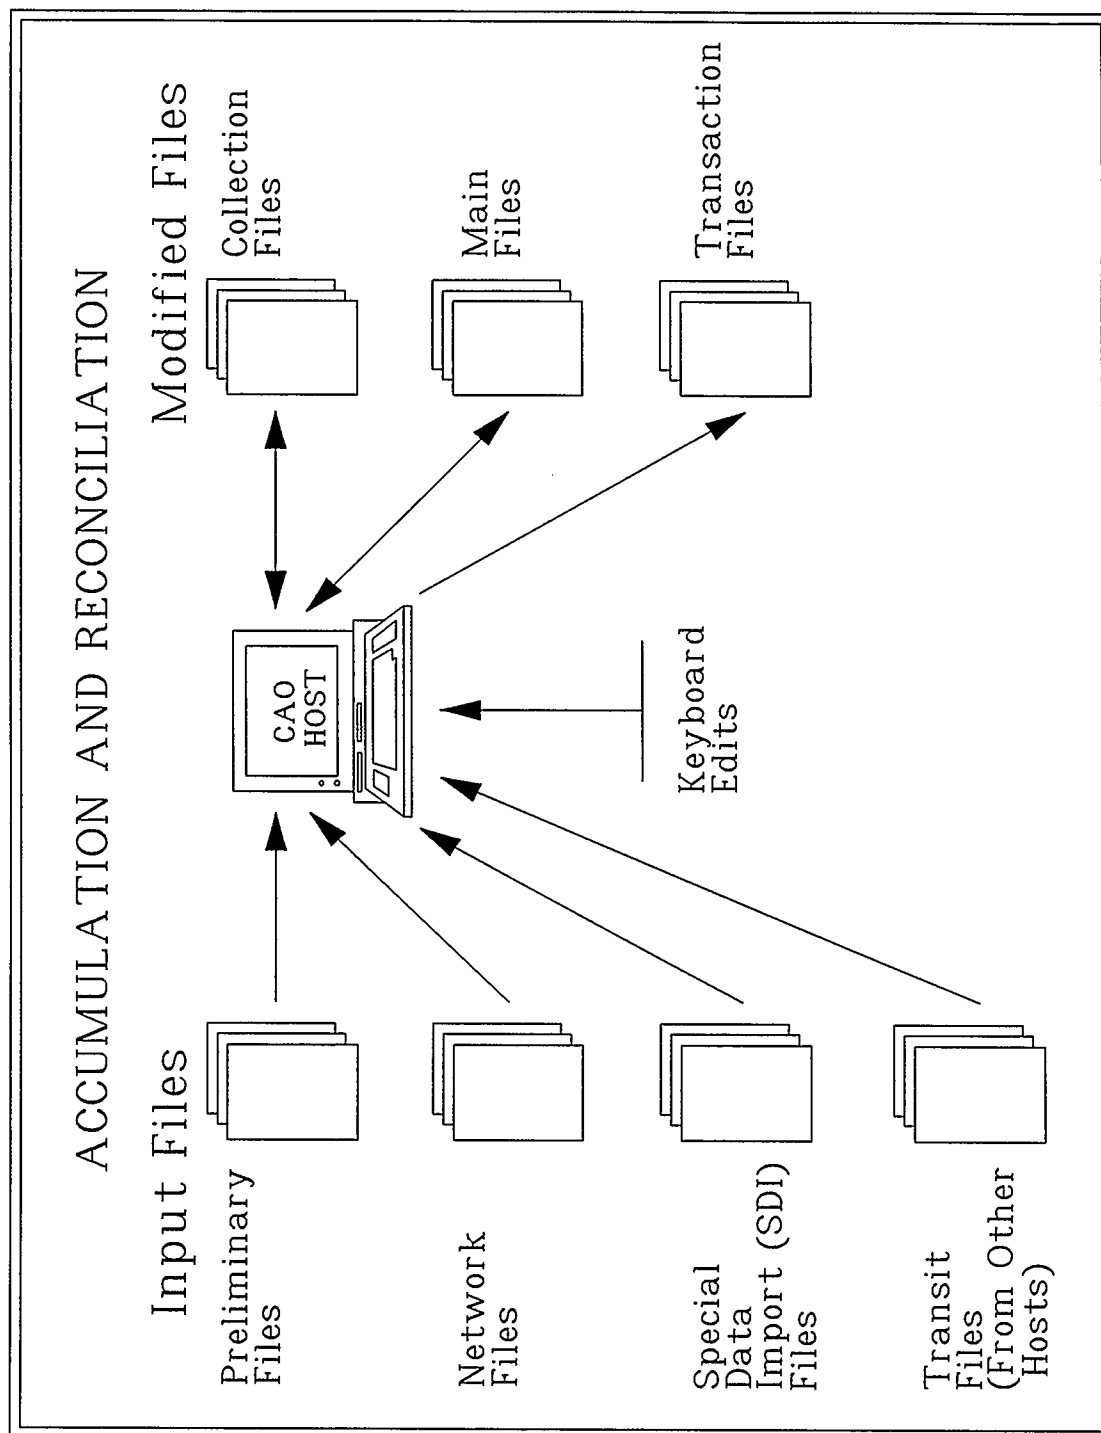 ACCUMULATION AND RECONCILIATION
Input Files
Preliminary
Files
Network
Files
Special
Data
Import (SDI)
Files
Transit
Files
(From Other
Hosts)
CAO
HOST
Keyboard
Edits
Modified Files
Collection
Files
Main
Files
Transaction
Files